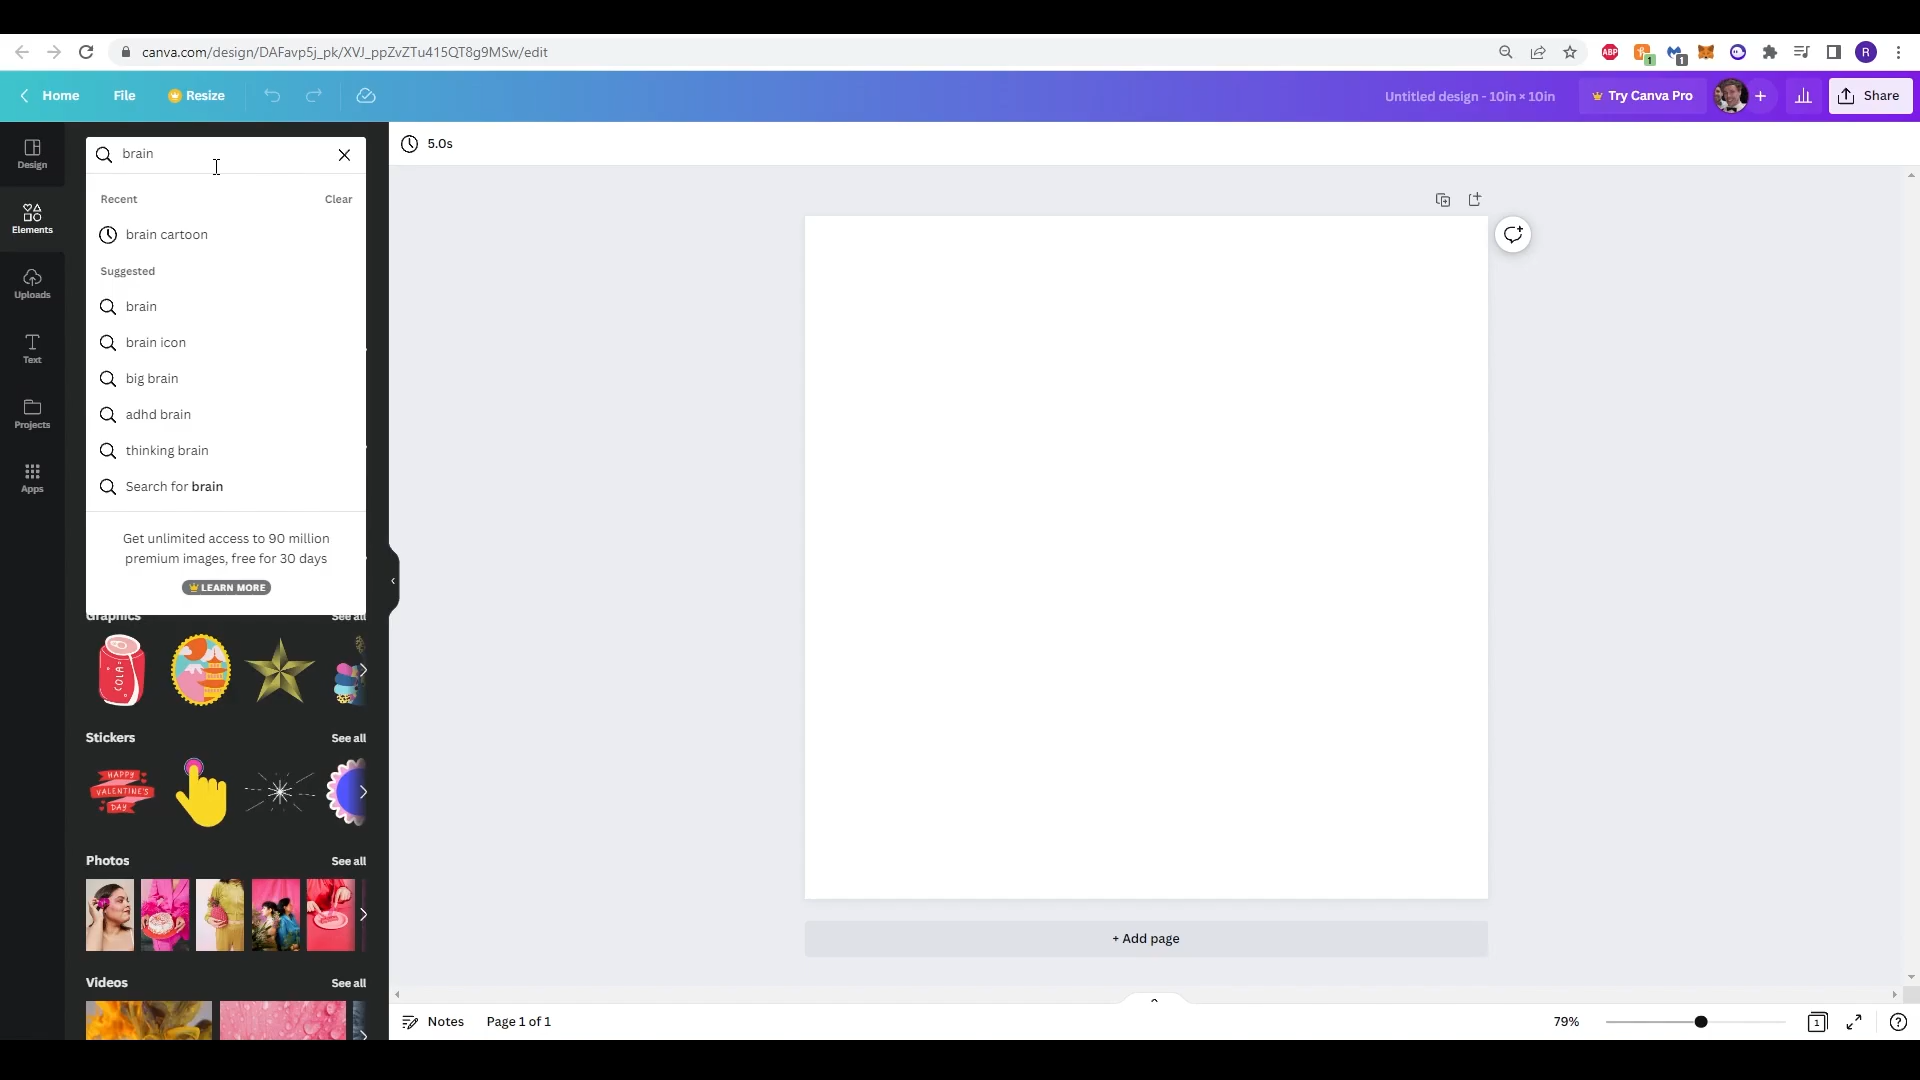 canva.com/design/DAFavp5j_pk/XVJ_ppZvZTu415QT8g9MSw/edit
ABP
1
1
R
Home
File
Resize
Untitled design - 10in × 10in
Try Canva Pro
Share
Design
Elements
Uploads
Text
Projects
Apps
brain
Recent
Clear
brain cartoon
Suggested
brain
brain icon
big brain
adhd brain
thinking brain
Search for brain
Get unlimited access to 90 million
premium images, free for 30 days
LEARN MORE
Graphics
See all
COLA
Stickers
See all
HAPPY
VALENTINE'S
DAY
Photos
See all
Videos
See all
5.0s
+ Add page
Notes
Page 1 of 1
79%
1